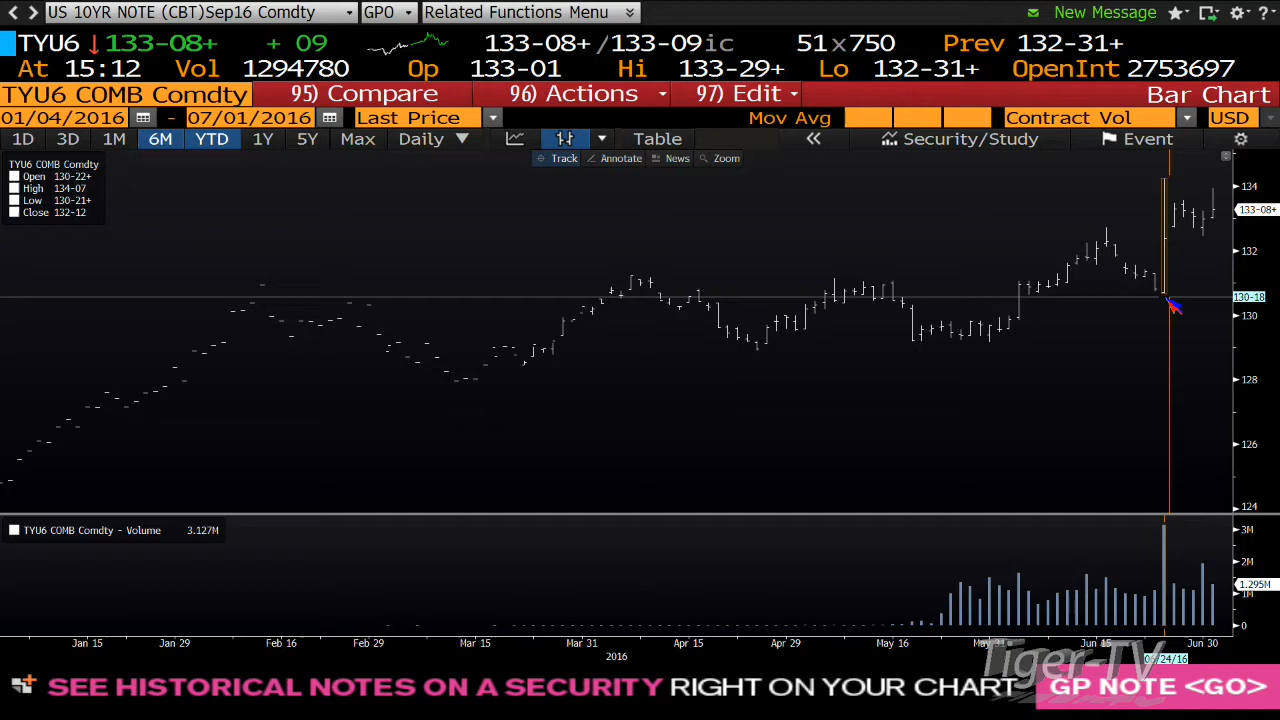 US 10YR NOTE (CBT)Sep16 Comdty GPO Related Functions Menu New Message
TYU6 133-08+ + 09 133-08+/133-09ic 51x750 Prev 132-31+
At 15:12 Vol 1294780 Op 133-01 Hi 133-29+ Lo 132-31+ OpenInt 2753697
TYU6 COMB Comdty 95) Compare 96) Actions 97) Edit Bar Chart
01/04/2016 - 07/01/2016 Last Price Mov Avg Contract Vol USD
1D 3D 1M 6M YTD 1Y 5Y Max Daily Table Security/Study Event
Track Annotate News Zoom
TYU6 COMB Comdty
Open 130-22+
High 134-07
Low 130-21+
Close 132-12
134
133-08+
132
130-18
130
128
126
124
TYU6 COMB Comdty - Volume 3.127M
3M
2M
1.295M
1M
0
Jan 15 Jan 29 Feb 16 Feb 29 Mar 15 Mar 31 Apr 15 Apr 29 May 16 May 31 Jun 15 Jun 30
2016
06/24/16
Tiger-TV
SEE HISTORICAL NOTES ON A SECURITY RIGHT ON YOUR CHART GP NOTE <GO>